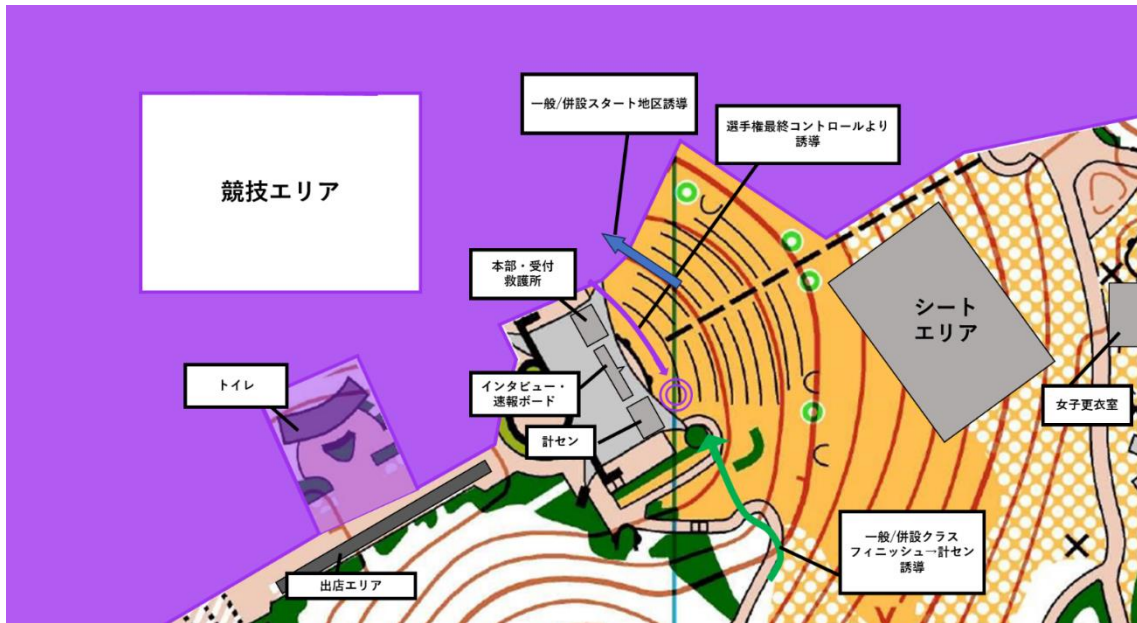 一般/併設スタート地区誘導
選手権最終コントロールより
誘導
競技エリア
本部・受付
救護所
シート
エリア
トイレ
インタビュー・
速報ボード
女子更衣室
計セン
一般/併設クラス
フィニッシュ→計セン
誘導
出店エリア